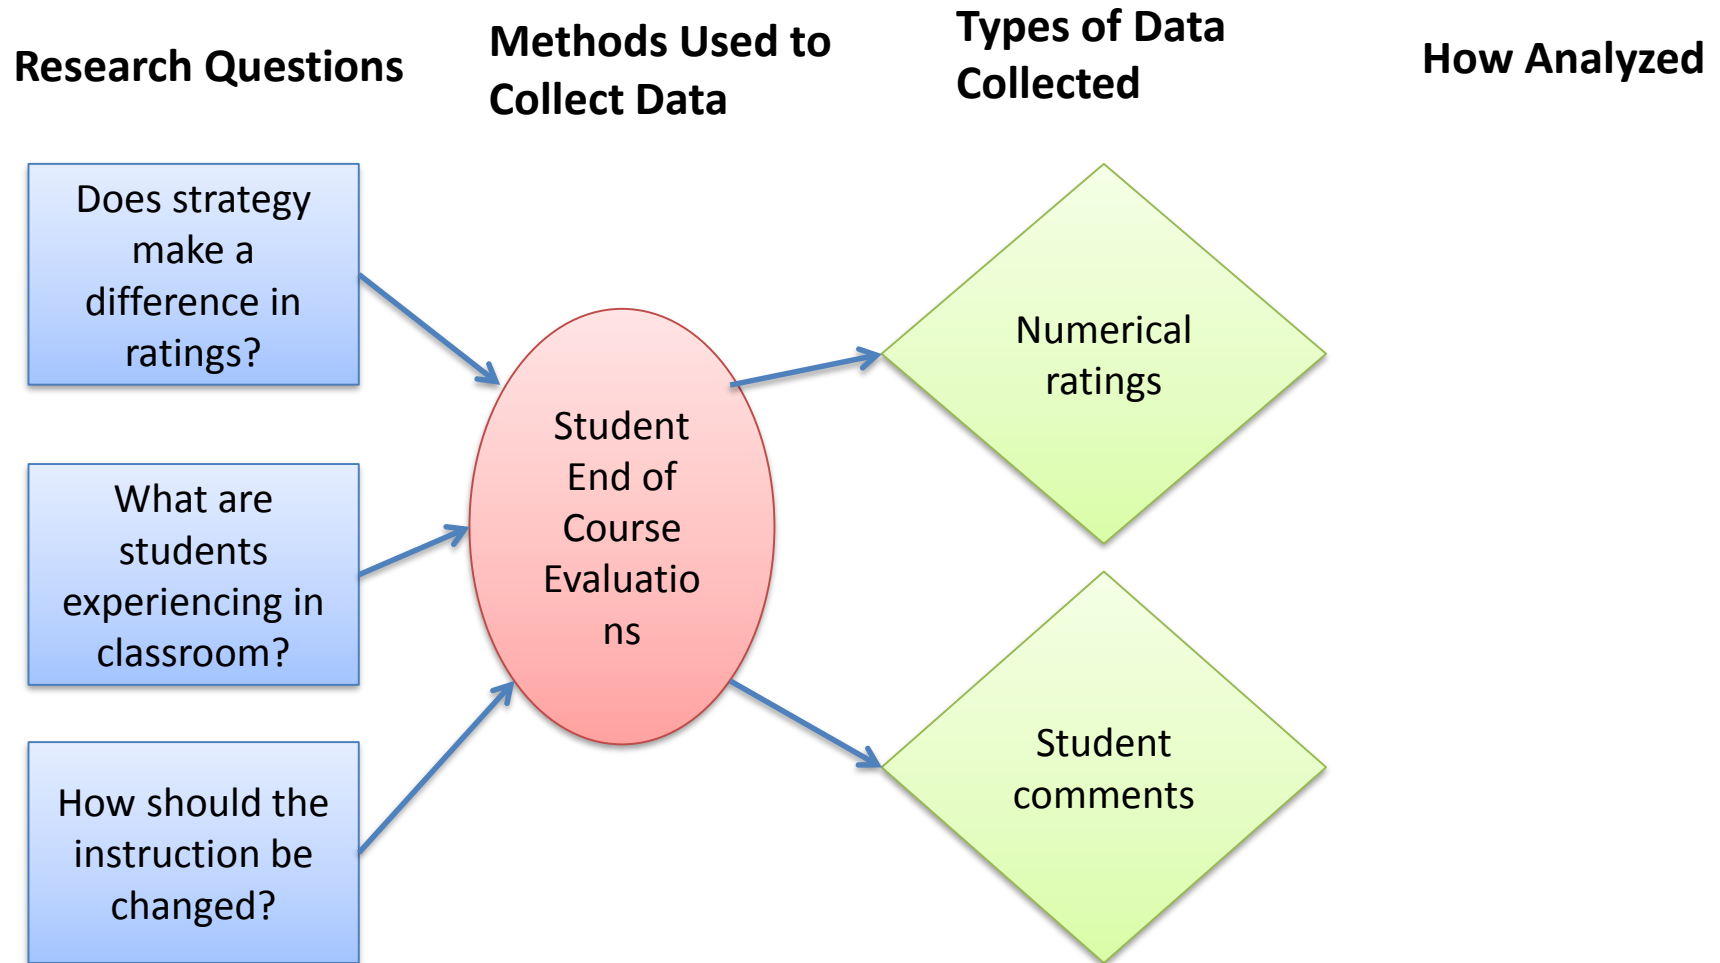 Research Questions
Methods Used to
Collect Data
Types of Data
Collected
How Analyzed
Does strategy
make a
difference in
ratings?
What are
students
experiencing in
classroom?
How should the
instruction be
changed?
Student
End of
Course
Evaluatio
ns
Numerical
ratings
Student
comments